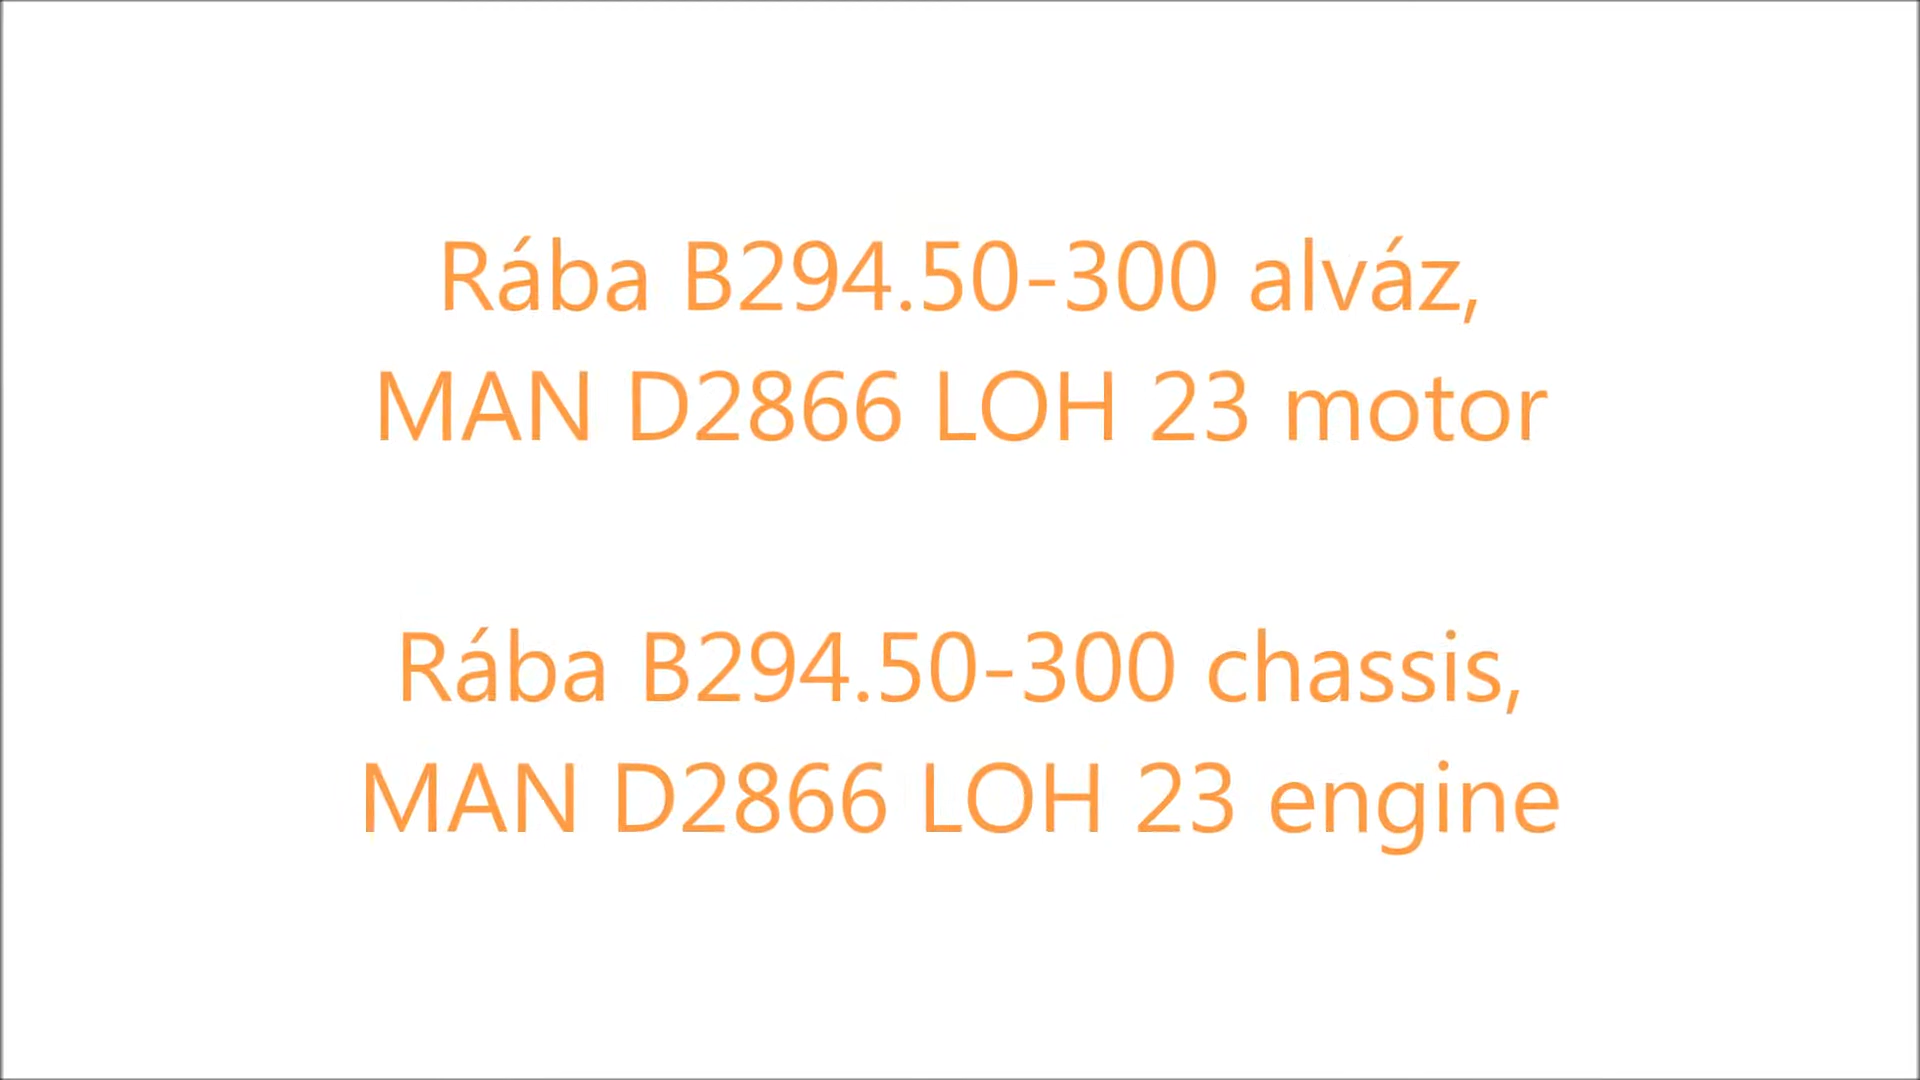 Rába B294.50-300 alváz,
MAN D2866 LOH 23 motor
Rába B294.50-300 chassis,
MAN D2866 LOH 23 engine